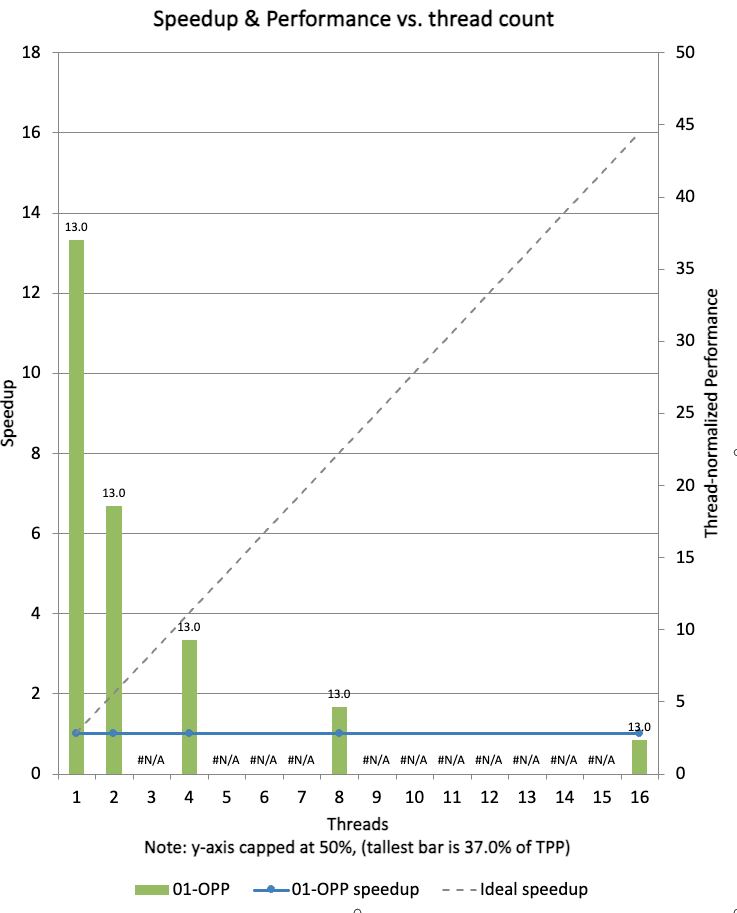 Speedup & Performance vs. thread count
18
16
14
12
10
8
6
4
2
0
Speedup
50
45
40
35
30
25
20
15
10
5
0
Thread-normalized Performance
13.0
13.0
13.0
13.0
13.0
#N/A
#N/A
#N/A
#N/A
#N/A
#N/A
#N/A
#N/A
#N/A
#N/A
#N/A
1 2 3 4 5 6 7 8 9 10 11 12 13 14 15 16
Threads
Note: y-axis capped at 50%, (tallest bar is 37.0% of TPP)
01-OPP 01-OPP speedup Ideal speedup